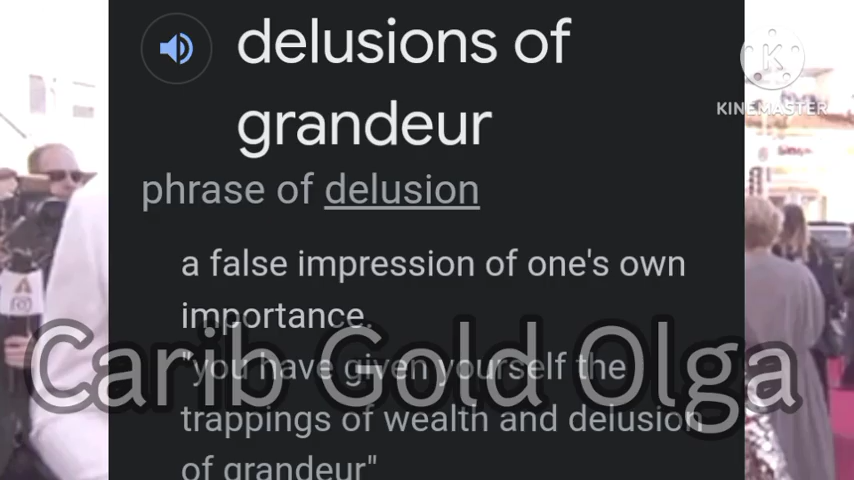 delusions of
grandeur
KINEMASTER
phrase of delusion
a false impression of one's own
importance.
"you have given yourself the
Carib Gold Olga
trappings of wealth and delusion
of grandeur"